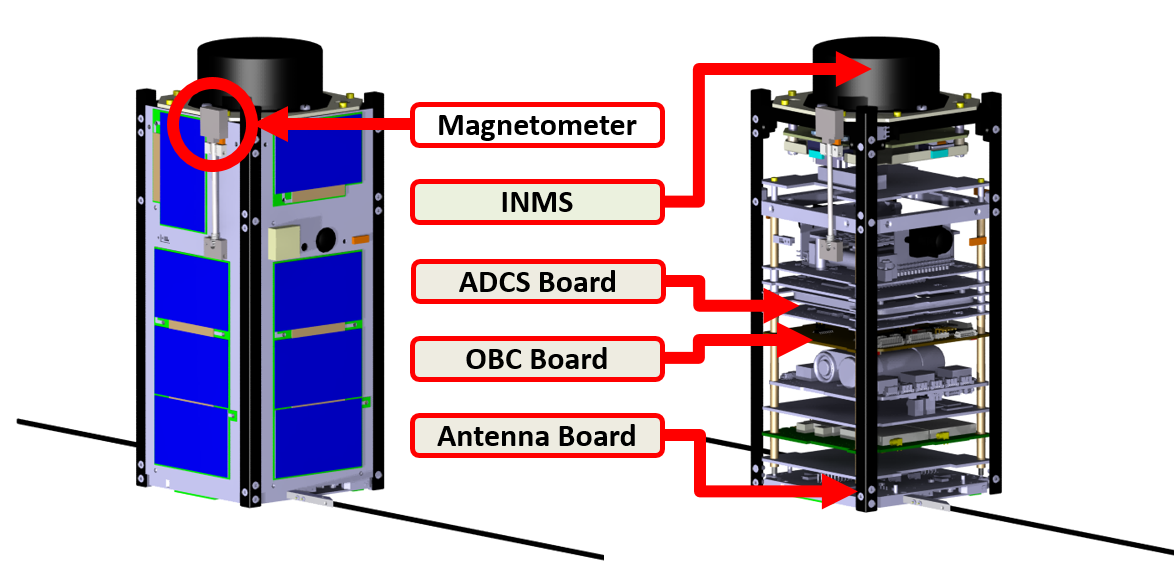 Magnetometer
INMS
ADCS Board
OBC Board
Antenna Board